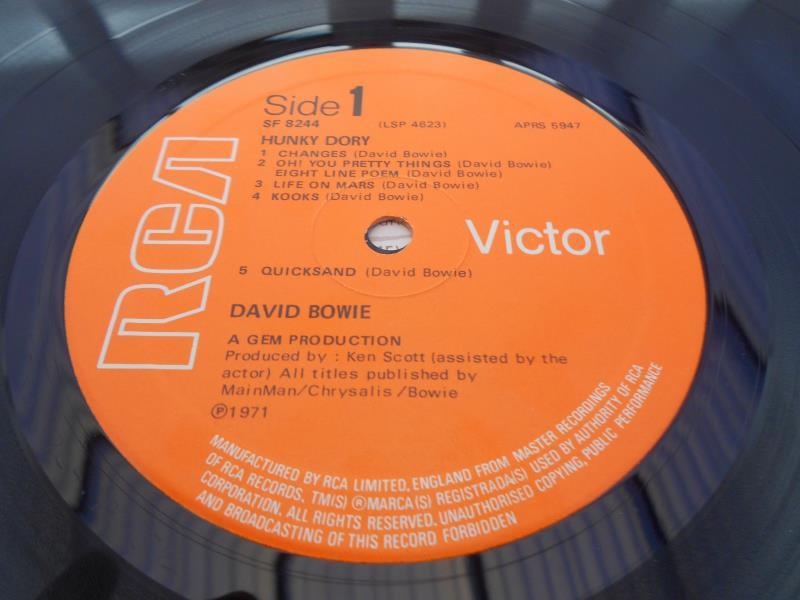 Side 1
SF 8244 (LSP 4623) APRS 5947
HUNKY DORY
1 CHANGES (David Bowie)
2 OH! YOU PRETTY THINGS (David Bowie)
EIGHT LINE POEM (David Bowie)
3 LIFE ON MARS (David Bowie)
4 KOOKS (David Bowie)
RCA
Victor
5 QUICKSAND (David Bowie)
DAVID BOWIE
A GEM PRODUCTION
Produced by : Ken Scott (assisted by the
actor) All titles published by
MainMan/Chrysalis/Bowie
Ⓟ1971
MANUFACTURED BY RCA LIMITED, ENGLAND FROM MASTER RECORDINGS
OF RCA RECORDS. TM(S) ® MARCA(S) REGISTRADA(S) USED BY AUTHORITY OF RCA
CORPORATION. ALL RIGHTS RESERVED. UNAUTHORISED COPYING, PUBLIC PERFORMANCE
AND BROADCASTING OF THIS RECORD FORBIDDEN